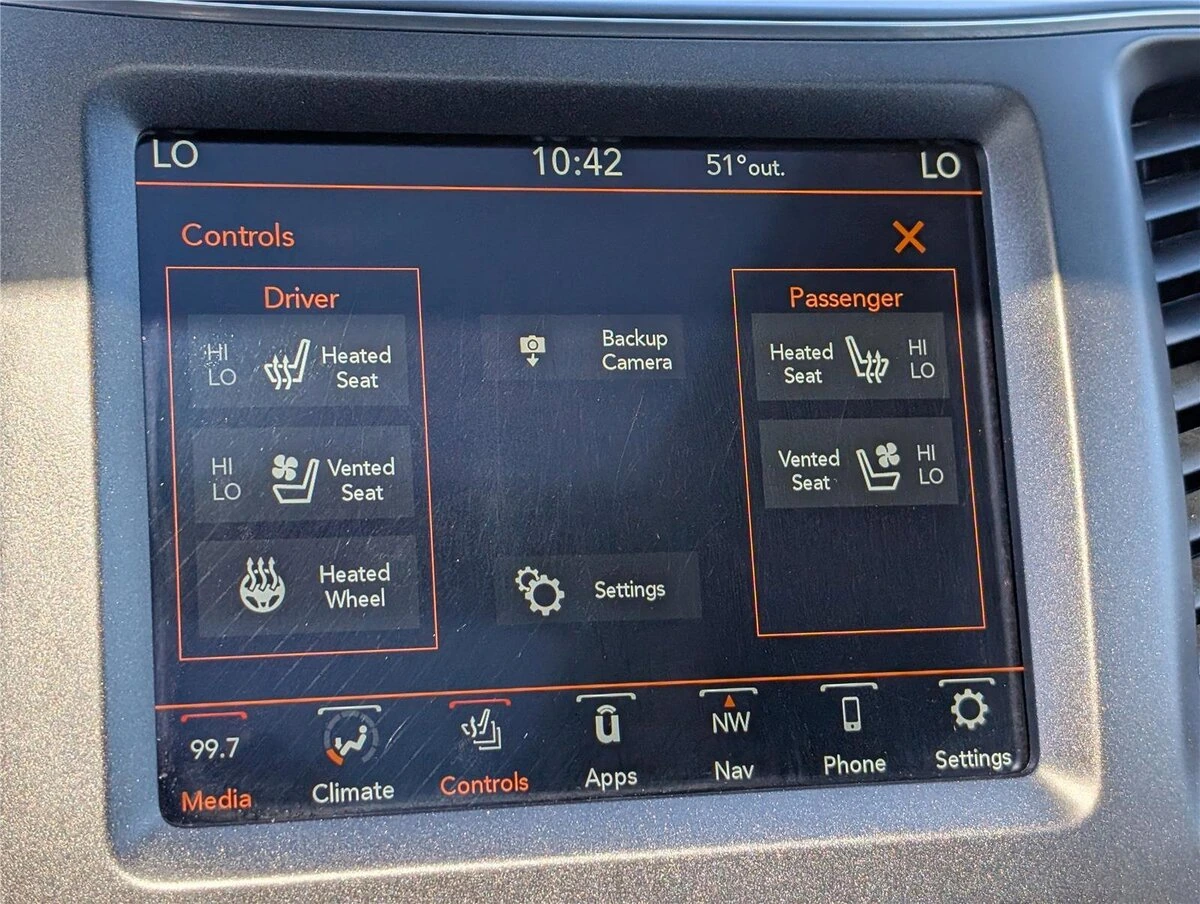 LO 10:42 51°out. LO
Controls
Driver
HI
LO
Heated
Seat
HI
LO
Vented
Seat
Heated
Wheel
Backup
Camera
Settings
Passenger
Heated
Seat
HI
LO
Vented
Seat
HI
LO
99.7
Media
Climate
Controls
u
Apps
NW
Nav
Phone
Settings